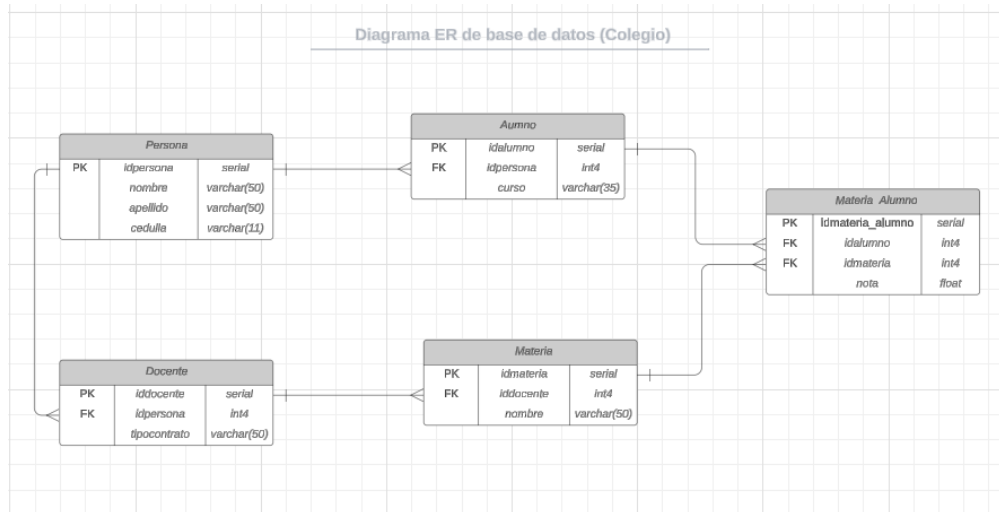 Diagrama ER de base de datos (Colegio)
Persona
PK idpersona serial
nombre varchar(50)
apellido varchar(50)
cedulla varchar(11)
Aumno
PK idalumno serial
FK idpersona int4
curso varchar(35)
Materia_Alumno
PK idmateria_alumno serial
FK idalumno int4
FK idmateria int4
nota float
Docente
PK iddocente serial
FK idpersona int4
tipocontrato varchar(50)
Materia
PK idmateria serial
FK iddocente int4
nombre varchar(50)